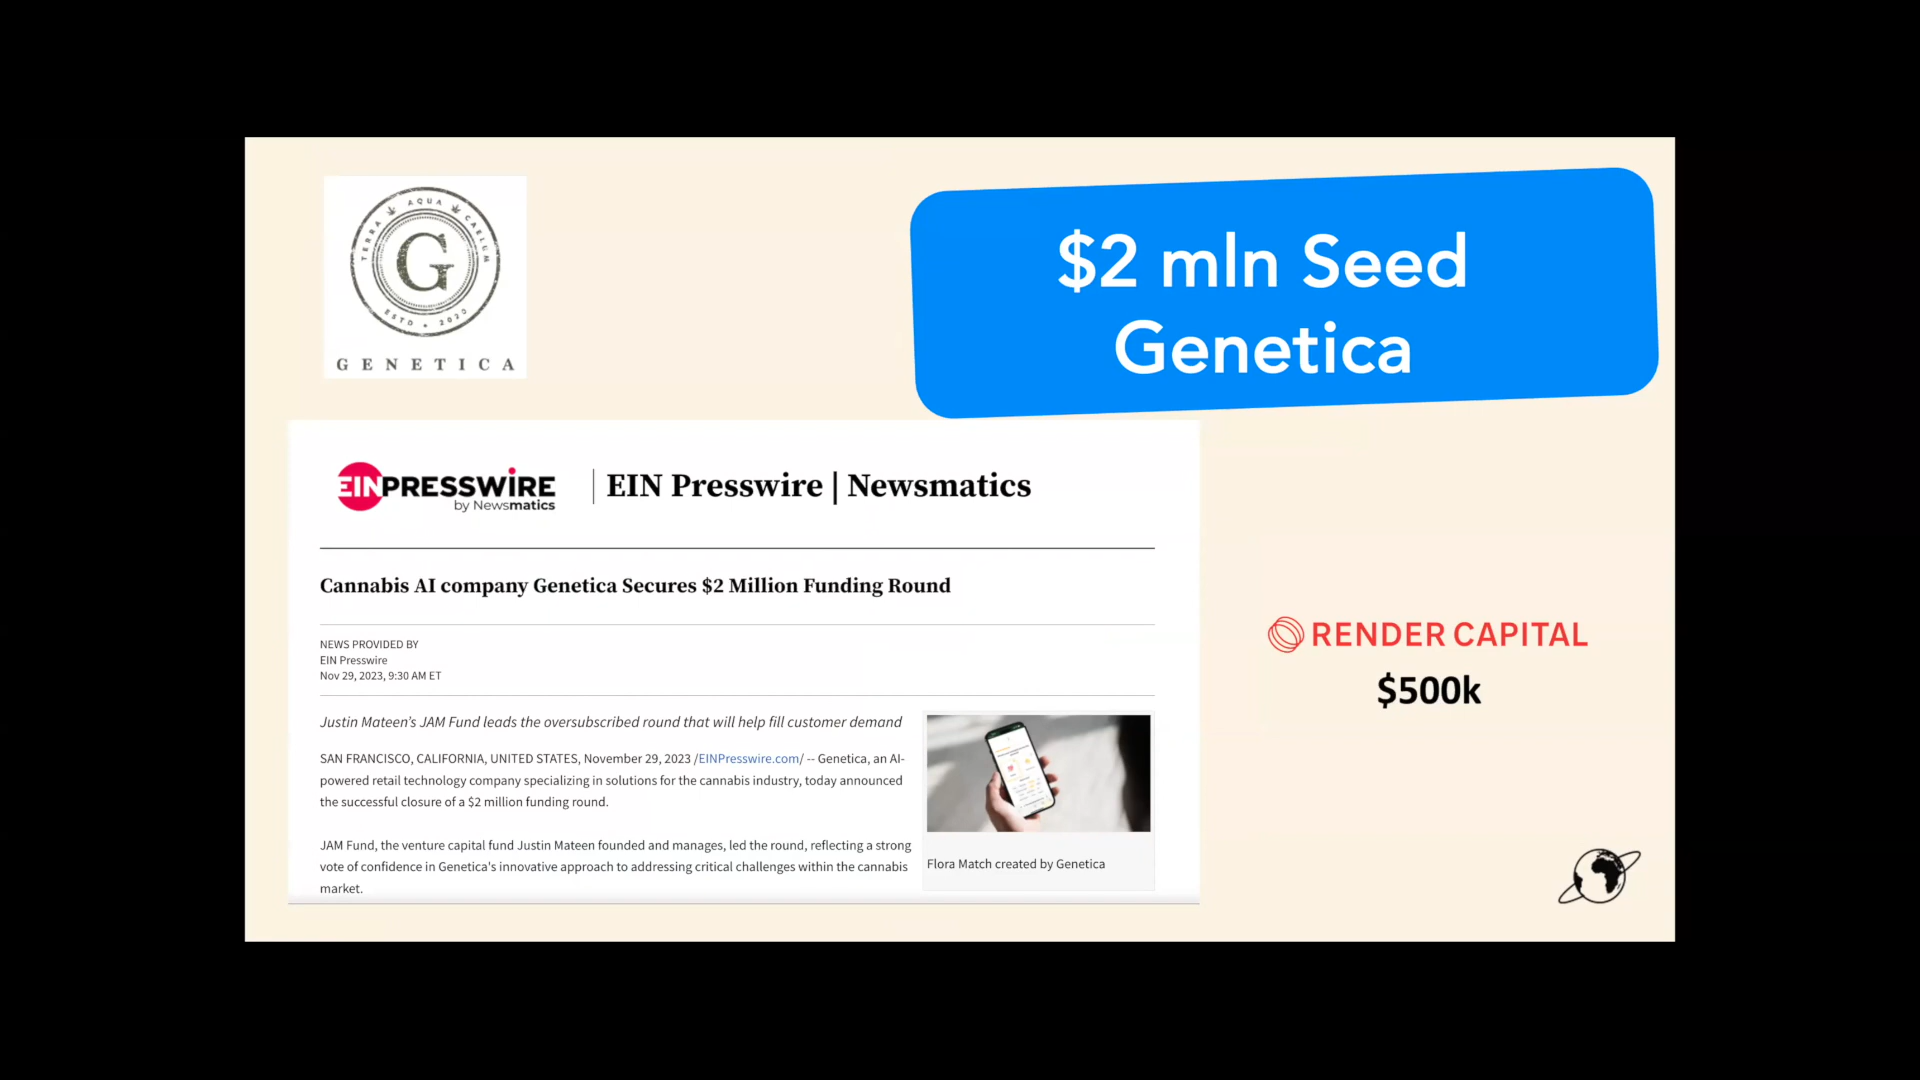 TERRA AQUA CAELUM
G
ESTD • 2020
GENETICA
$2 mln Seed
Genetica
EINPRESSWIRE
by Newsmatics
EIN Presswire | Newsmatics
Cannabis AI company Genetica Secures $2 Million Funding Round
NEWS PROVIDED BY
EIN Presswire
Nov 29, 2023, 9:30 AM ET
Justin Mateen's JAM Fund leads the oversubscribed round that will help fill customer demand
SAN FRANCISCO, CALIFORNIA, UNITED STATES, November 29, 2023 /EINPresswire.com/ -- Genetica, an AI-
powered retail technology company specializing in solutions for the cannabis industry, today announced
the successful closure of a $2 million funding round.
JAM Fund, the venture capital fund Justin Mateen founded and manages, led the round, reflecting a strong
vote of confidence in Genetica's innovative approach to addressing critical challenges within the cannabis
market.
Flora Match created by Genetica
RENDER CAPITAL
$500k